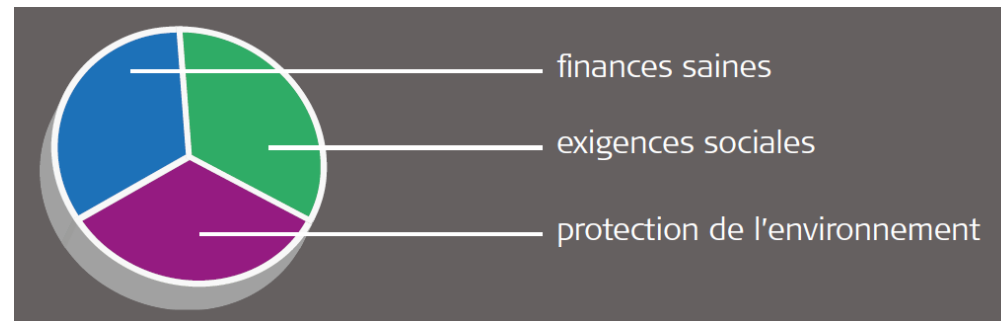 finances saines
exigences sociales
protection de l'environnement